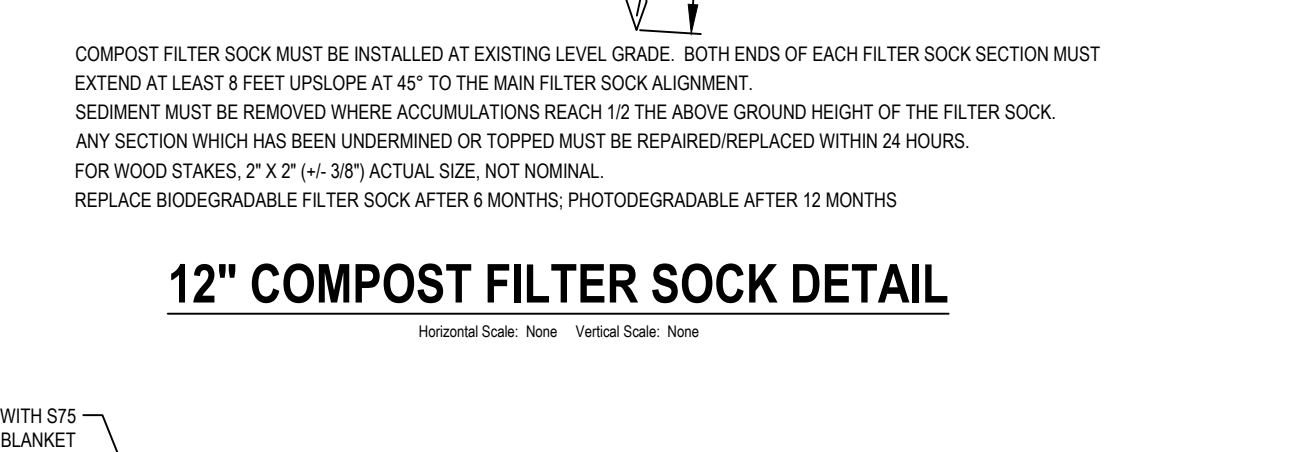 COMPOST FILTER SOCK MUST BE INSTALLED AT EXISTING LEVEL GRADE. BOTH ENDS OF EACH FILTER SOCK SECTION MUST
EXTEND AT LEAST 8 FEET UPSLOPE AT 45° TO THE MAIN FILTER SOCK ALIGNMENT.
SEDIMENT MUST BE REMOVED WHERE ACCUMULATIONS REACH 1/2 THE ABOVE GROUND HEIGHT OF THE FILTER SOCK.
ANY SECTION WHICH HAS BEEN UNDERMINED OR TOPPED MUST BE REPAIRED/REPLACED WITHIN 24 HOURS.
FOR WOOD STAKES, 2" X 2" (+/- 3/8") ACTUAL SIZE, NOT NOMINAL.
REPLACE BIODEGRADABLE FILTER SOCK AFTER 6 MONTHS; PHOTODEGRADABLE AFTER 12 MONTHS
12" COMPOST FILTER SOCK DETAIL
Horizontal Scale: None Vertical Scale: None
WITH S75
BLANKET